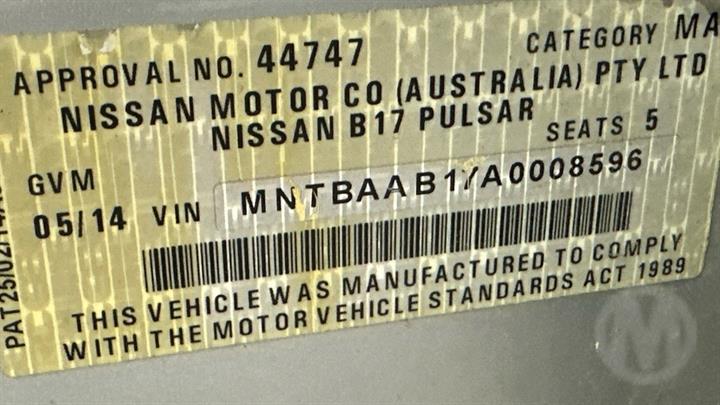 APPROVAL NO. 44747 CATEGORY MA
NISSAN MOTOR CO (AUSTRALIA) PTY LTD
NISSAN B17 PULSAR
SEATS 5
GVM
05/14 VIN MNTBAAB17A0008596
THIS VEHICLE WAS MANUFACTURED TO COMPLY
WITH THE MOTOR VEHICLE STANDARDS ACT 1989
M